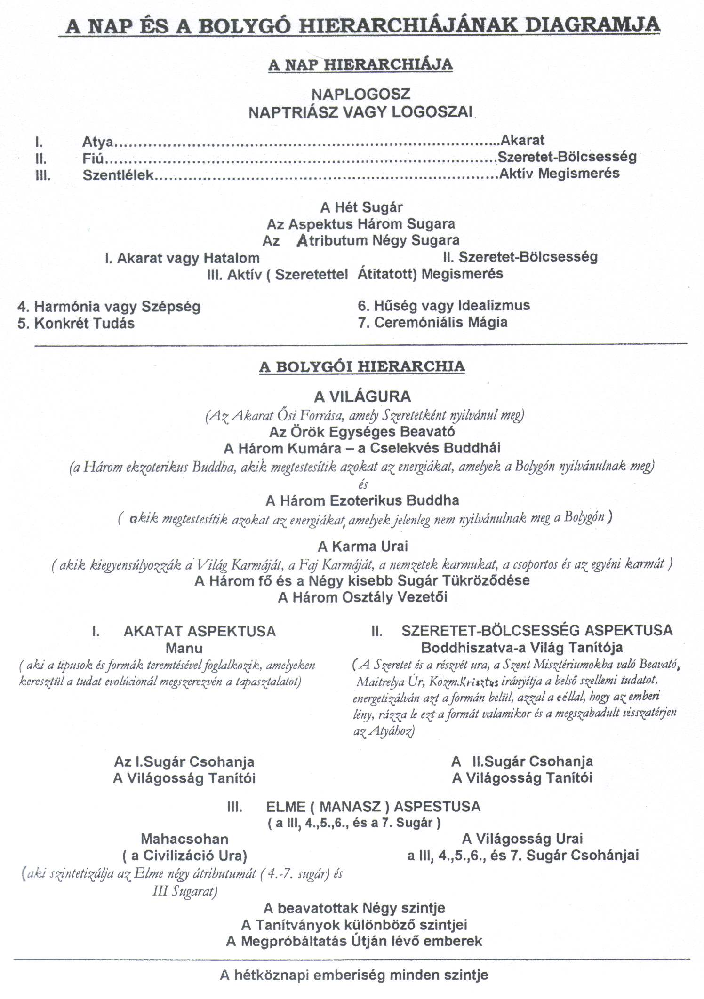 A NAP ÉS A BOLYGÓ HIERARCHIÁJÁNAK DIAGRAMJA
A NAP HIERARCHIÁJA
NAPLOGOSZ
NAPTRIÁSZ VAGY LOGOSZAI
I. Atya.................................................................................Akarat
II. Fiú..................................................................................Szeretet-Bölcsesség
III. Szentlélek........................................................................Aktív Megismerés
A Hét Sugár
Az Aspektus Három Sugara
Az Atributum Négy Sugara
I. Akarat vagy Hatalom II. Szeretet-Bölcsesség
III. Aktív ( Szeretettel Átitatott) Megismerés
4. Harmónia vagy Szépség 6. Hűség vagy Idealizmus
5. Konkrét Tudás 7. Ceremóniális Mágia
A BOLYGÓI HIERARCHIA
A VILÁGURA
(Az Akarat Ősi Forrása, amely Szeretetként nyilvánul meg)
Az Örök Egységes Beavató
A Három Kumára – a Cselekvés Buddhái
(a Három ekzoterikus Buddha, akik megtestesítik azokat az energiákat, amelyek a Bolygón nyilvánulnak meg)
és
A Három Ezoterikus Buddha
( akik megtestesítik azokat az energiákat, amelyek jelenleg nem nyilvánulnak meg a Bolygón )
A Karma Urai
( akik kiegyensúlyozzák a Világ Karmáját, a Faj Karmáját, a nemzetek karmukat, a csoportos és az egyéni karmát )
A Három fő és a Négy kisebb Sugár Tükröződése
A Három Osztály Vezetői
I. AKATAT ASPEKTUSA
Manu
( aki a tipusok és formák teremtésével foglalkozik, amelyeken
keresztül a tudat evolúcionál megszerezvén a tapasztalatot)
II. SZERETET-BÖLCSESSÉG ASPEKTUSA
Boddhiszatva-a Világ Tanítója
(A Szeretet és a részvét ura, a Szent Misztériumokba való Beavató,
Maitrelya Úr, Kozm.Krisztus irányítja a belső szellemi tudatot,
energetizálván azt a formán belül, azzal a céllal, hogy az emberi
lény, rázza le ezt a formát valamikor és a megszabadult visszatérjen
az Atyához)
Az I.Sugár Csohanja A II.Sugár Csohanja
A Világosság Tanítói A Világosság Tanítói
III. ELME ( MANASZ ) ASPESTUSA
( a III, 4.,5.,6., és a 7. Sugár )
Mahacsohan A Világosság Urai
( a Civilizáció Ura) a III, 4.,5.,6., és 7. Sugár Csohánjai
(aki szintetizálja az Elme négy átributumát ( 4.-7. sugár) és
III Sugarat)
A beavatottak Négy szintje
A Tanítványok különböző szintjei
A Megpróbáltatás Útján lévő emberek
A hétköznapi emberiség minden szintje